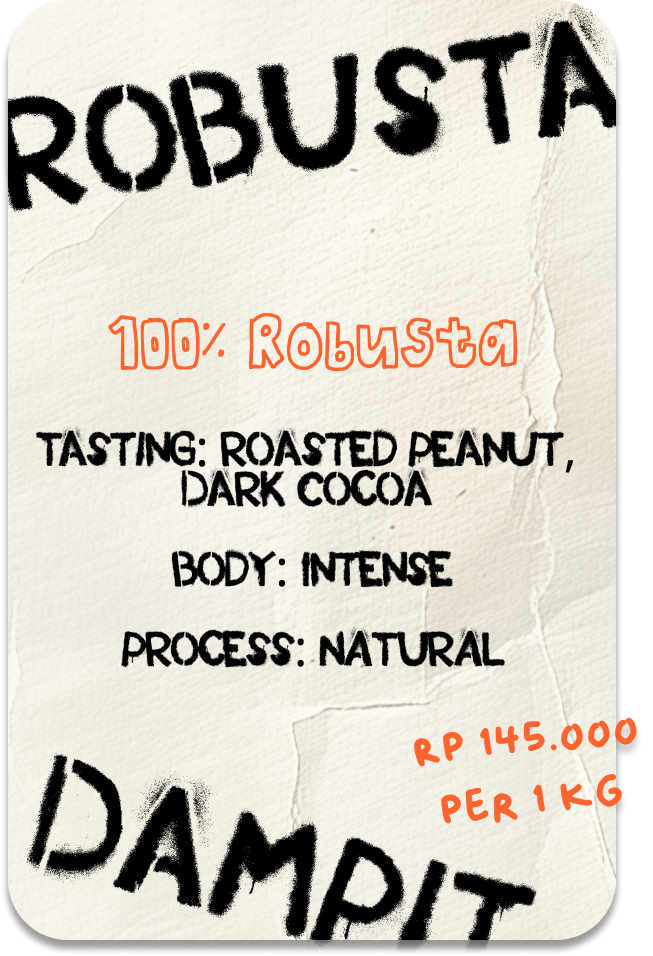 ROBUSTA
100% Robusta
TASTING: ROASTED PEANUT,
DARK COCOA
BODY: INTENSE
PROCESS: NATURAL
RP 145.000
PER 1 KG
DAMPIT